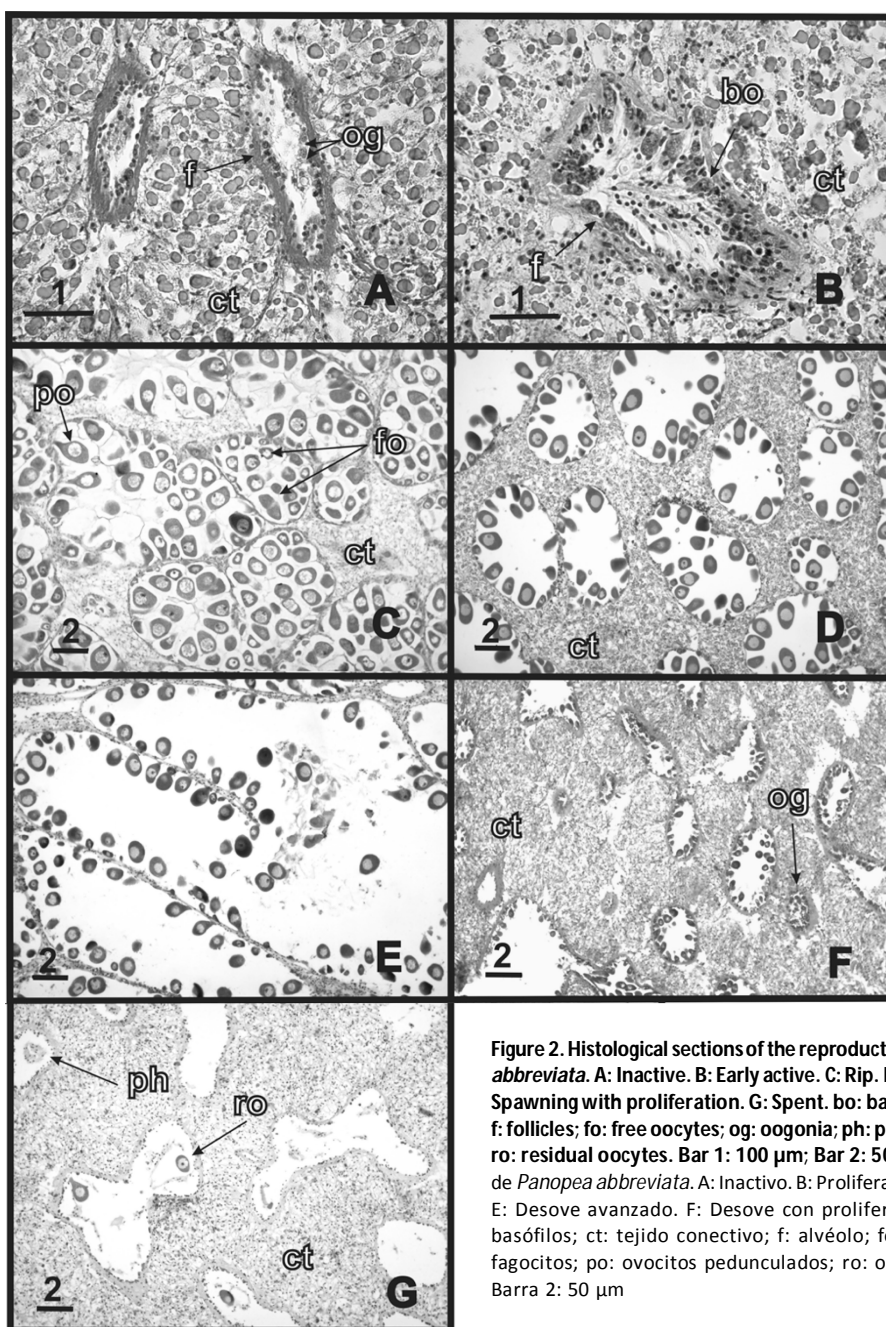 og
f
1
ct
A
bo
ct
f
1
B
po
fo
ct
2
C
2
ct
D
2
E
og
ct
2
F
ph
ro
ct
2
G
Figure 2. Histological sections of the reproduct
abbreviata. A: Inactive. B: Early active. C: Rip.
Spawning with proliferation. G: Spent. bo: ba
f: follicles; fo: free oocytes; og: oogonia; ph: p
ro: residual oocytes. Bar 1: 100 µm; Bar 2: 50
de Panopea abbreviata. A: Inactivo. B: Prolifera
E: Desove avanzado. F: Desove con prolifer
basófilos; ct: tejido conectivo; f: alvéolo; fo
fagocitos; po: ovocitos pedunculados; ro: o
Barra 2: 50 µm